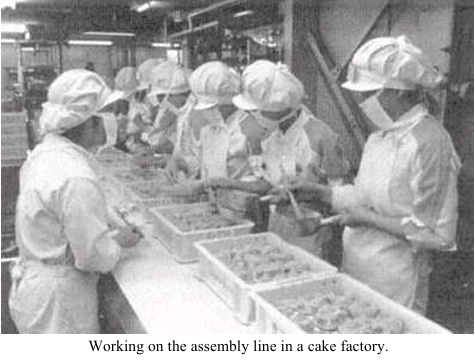 Working on the assembly line in a cake factory.